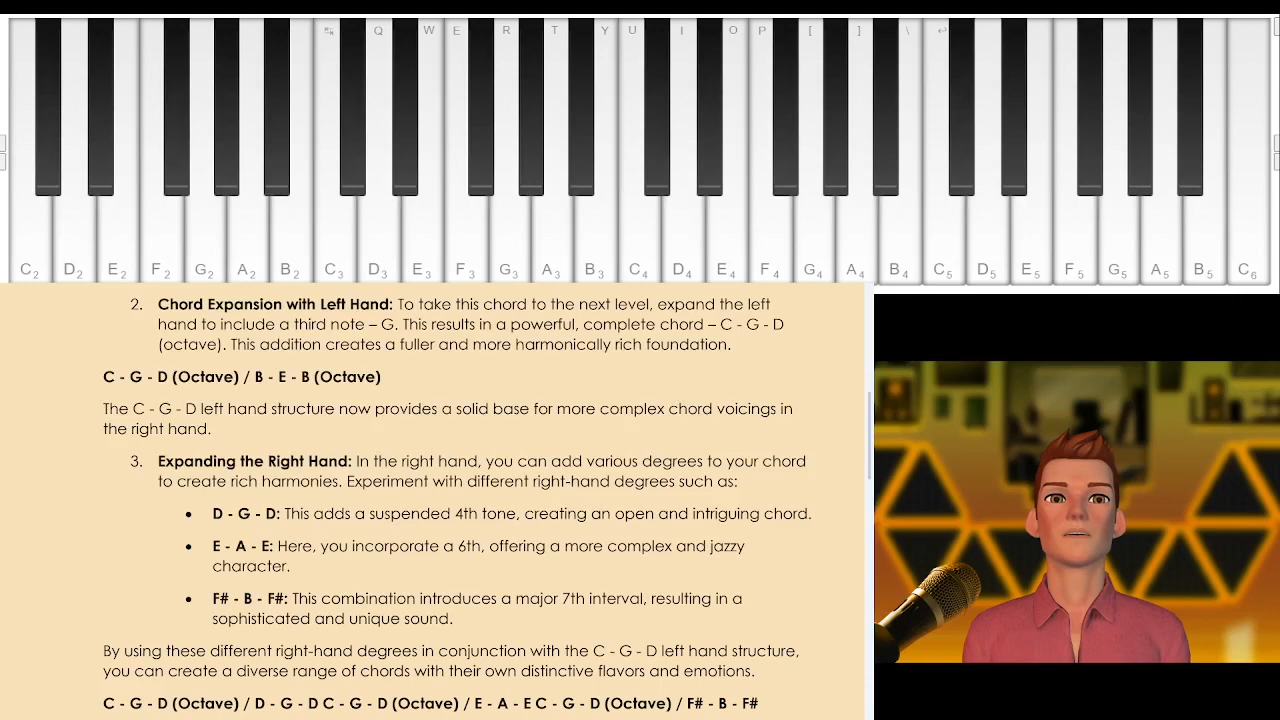 Q W E R T Y U I O P [ ] \ ↩
C2 D2 E2 F2 G2 A2 B2 C3 D3 E3 F3 G3 A3 B3 C4 D4 E4 F4 G4 A4 B4 C5 D5 E5 F5 G5 A5 B5 C6
2. Chord Expansion with Left Hand: To take this chord to the next level, expand the left
hand to include a third note – G. This results in a powerful, complete chord – C - G - D
(octave). This addition creates a fuller and more harmonically rich foundation.
C - G - D (Octave) / B - E - B (Octave)
The C - G - D left hand structure now provides a solid base for more complex chord voicings in
the right hand.
3. Expanding the Right Hand: In the right hand, you can add various degrees to your chord
to create rich harmonies. Experiment with different right-hand degrees such as:
• D - G - D: This adds a suspended 4th tone, creating an open and intriguing chord.
• E - A - E: Here, you incorporate a 6th, offering a more complex and jazzy
character.
• F# - B - F#: This combination introduces a major 7th interval, resulting in a
sophisticated and unique sound.
By using these different right-hand degrees in conjunction with the C - G - D left hand structure,
you can create a diverse range of chords with their own distinctive flavors and emotions.
C - G - D (Octave) / D - G - D C - G - D (Octave) / E - A - E C - G - D (Octave) / F# - B - F#